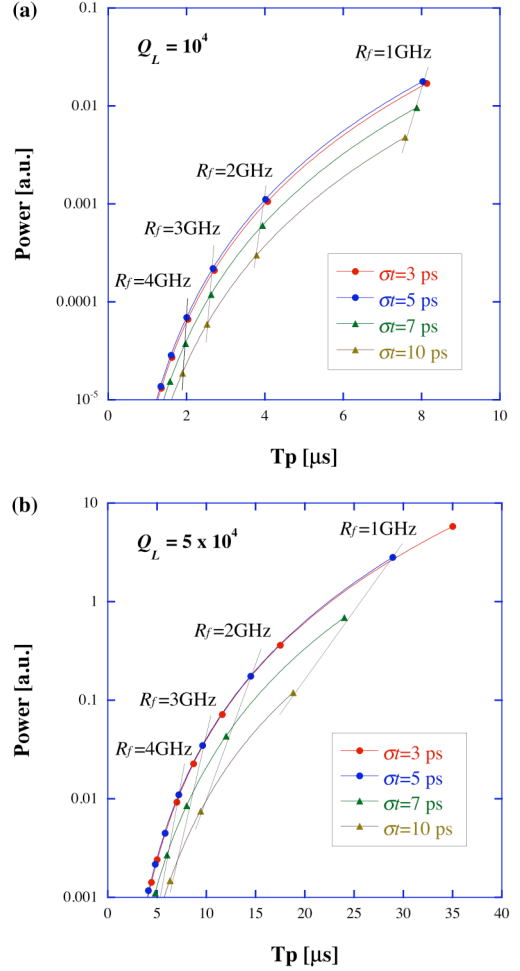 (a)
0.1
Q_L = 10^4
R_f=1GHz
0.01
R_f=2GHz
0.001
R_f=3GHz
R_f=4GHz
0.0001
10^-5
Power [a.u.]
σt=3 ps
σt=5 ps
σt=7 ps
σt=10 ps
0 2 4 6 8 10
Tp [μs]
(b)
10
Q_L = 5 x 10^4
R_f=1GHz
1
R_f=2GHz
0.1
R_f=3GHz
R_f=4GHz
0.01
0.001
Power [a.u.]
σt=3 ps
σt=5 ps
σt=7 ps
σt=10 ps
0 5 10 15 20 25 30 35 40
Tp [μs]